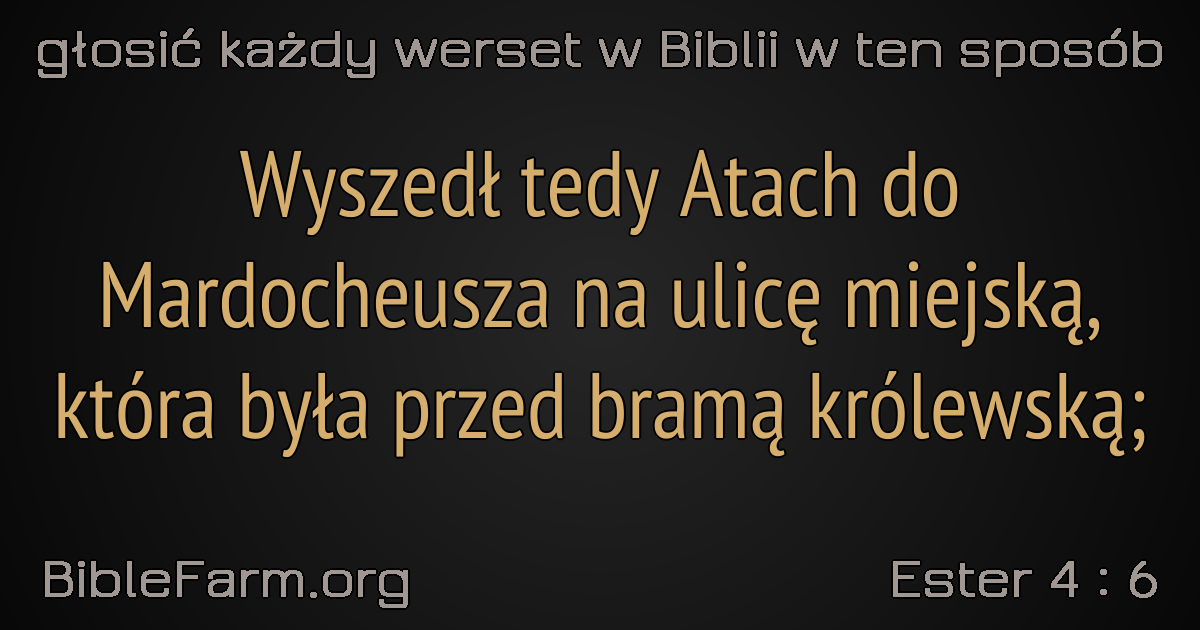 głosić każdy werset w Biblii w ten sposób
Wyszedł tedy Atach do
Mardocheusza na ulicę miejską,
która była przed bramą królewską;
BibleFarm.org
Ester 4 : 6